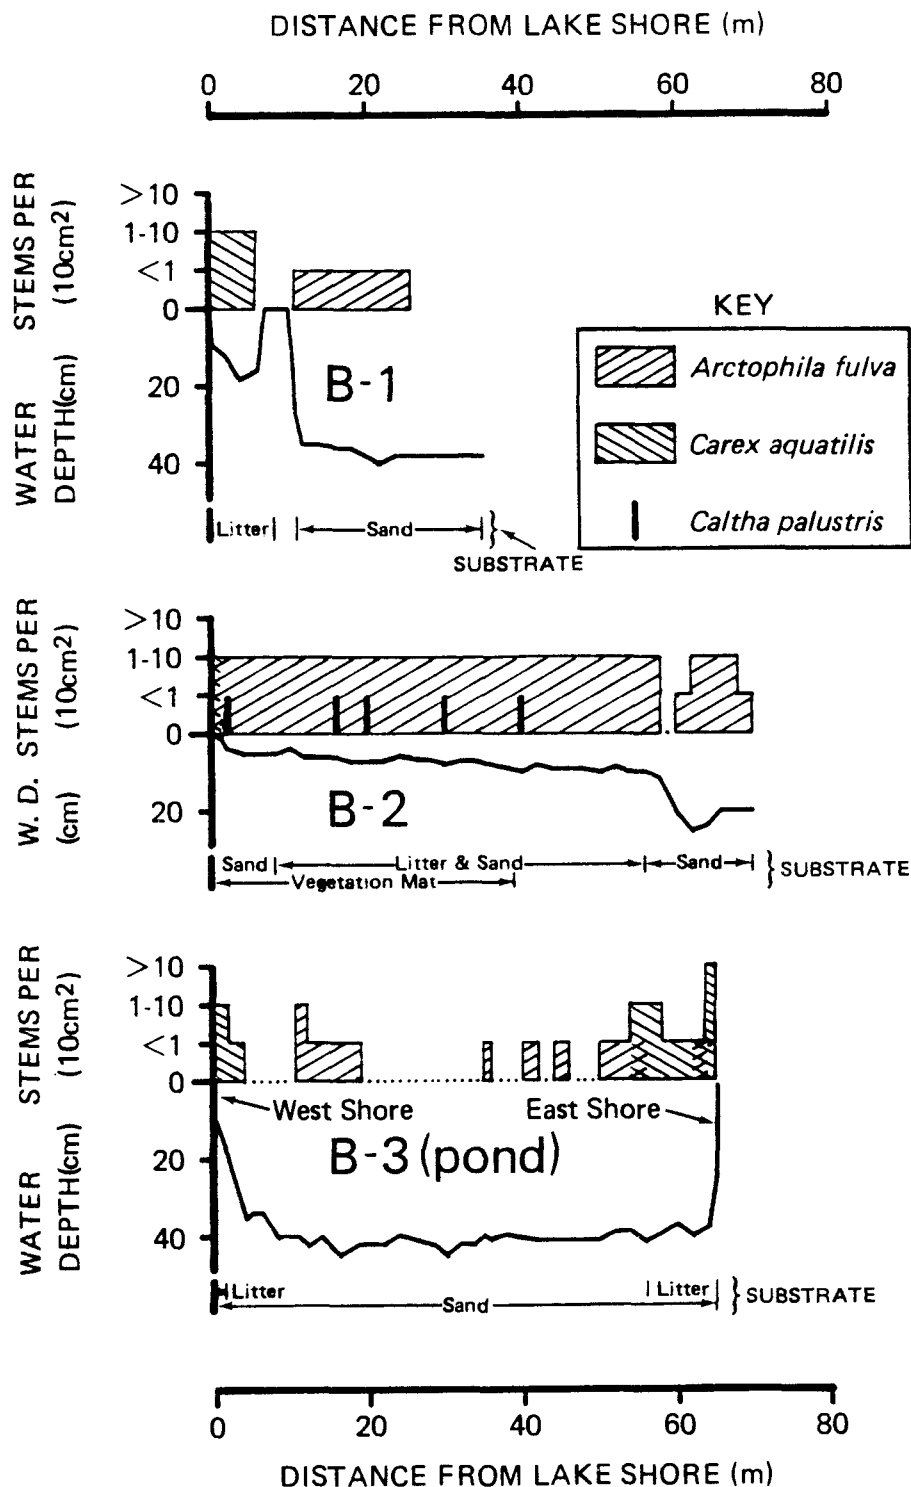 DISTANCE FROM LAKE SHORE (m)
0 20 40 60 80
STEMS PER
(10cm2)
>10
1-10
<1
0
WATER
DEPTH(cm)
20
40
B-1
KEY
Arctophila fulva
Carex aquatilis
Caltha palustris
Litter Sand
SUBSTRATE
W. D. STEMS PER
(cm) (10cm2)
>10
1-10
<1
0
20
B-2
Sand Litter & Sand Sand
Vegetation Mat
SUBSTRATE
STEMS PER
(10cm2)
>10
1-10
<1
0
West Shore East Shore
B-3 (pond)
WATER
DEPTH(cm)
20
40
Litter Litter
Sand
SUBSTRATE
0 20 40 60 80
DISTANCE FROM LAKE SHORE (m)